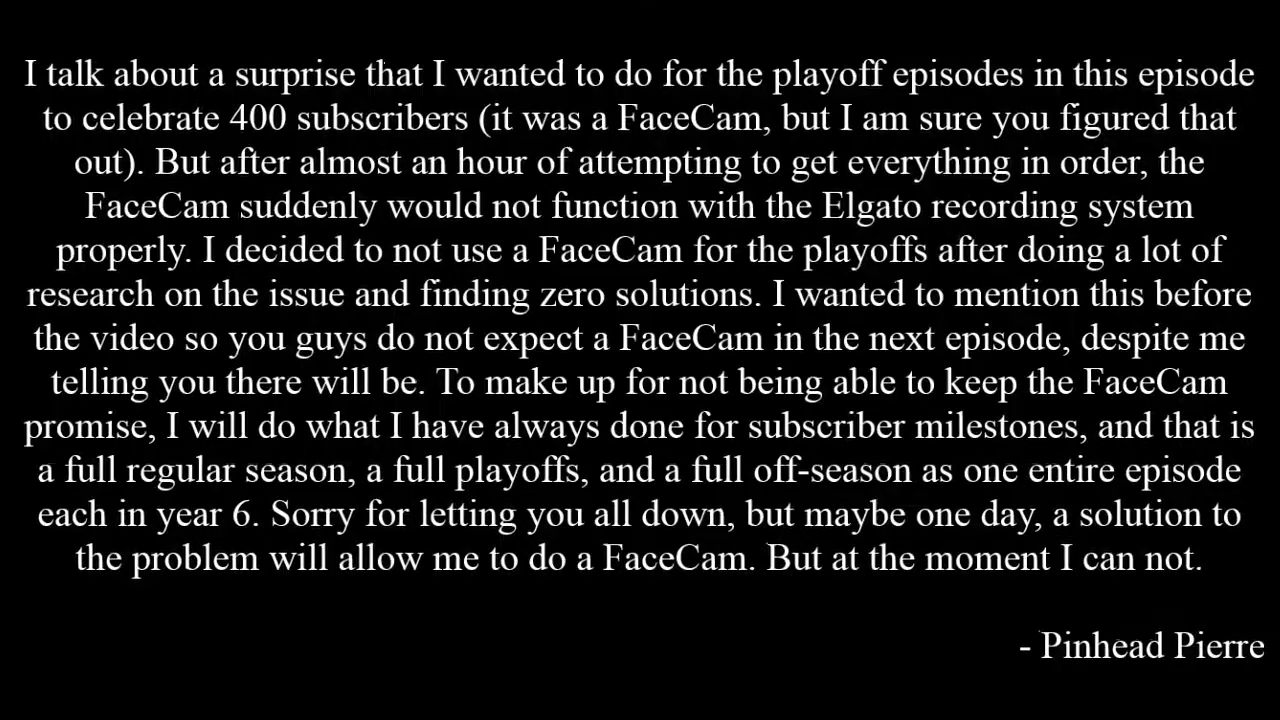 I talk about a surprise that I wanted to do for the playoff episodes in this episode
to celebrate 400 subscribers (it was a FaceCam, but I am sure you figured that
out). But after almost an hour of attempting to get everything in order, the
FaceCam suddenly would not function with the Elgato recording system
properly. I decided to not use a FaceCam for the playoffs after doing a lot of
research on the issue and finding zero solutions. I wanted to mention this before
the video so you guys do not expect a FaceCam in the next episode, despite me
telling you there will be. To make up for not being able to keep the FaceCam
promise, I will do what I have always done for subscriber milestones, and that is
a full regular season, a full playoffs, and a full off-season as one entire episode
each in year 6. Sorry for letting you all down, but maybe one day, a solution to
the problem will allow me to do a FaceCam. But at the moment I can not.
- Pinhead Pierre